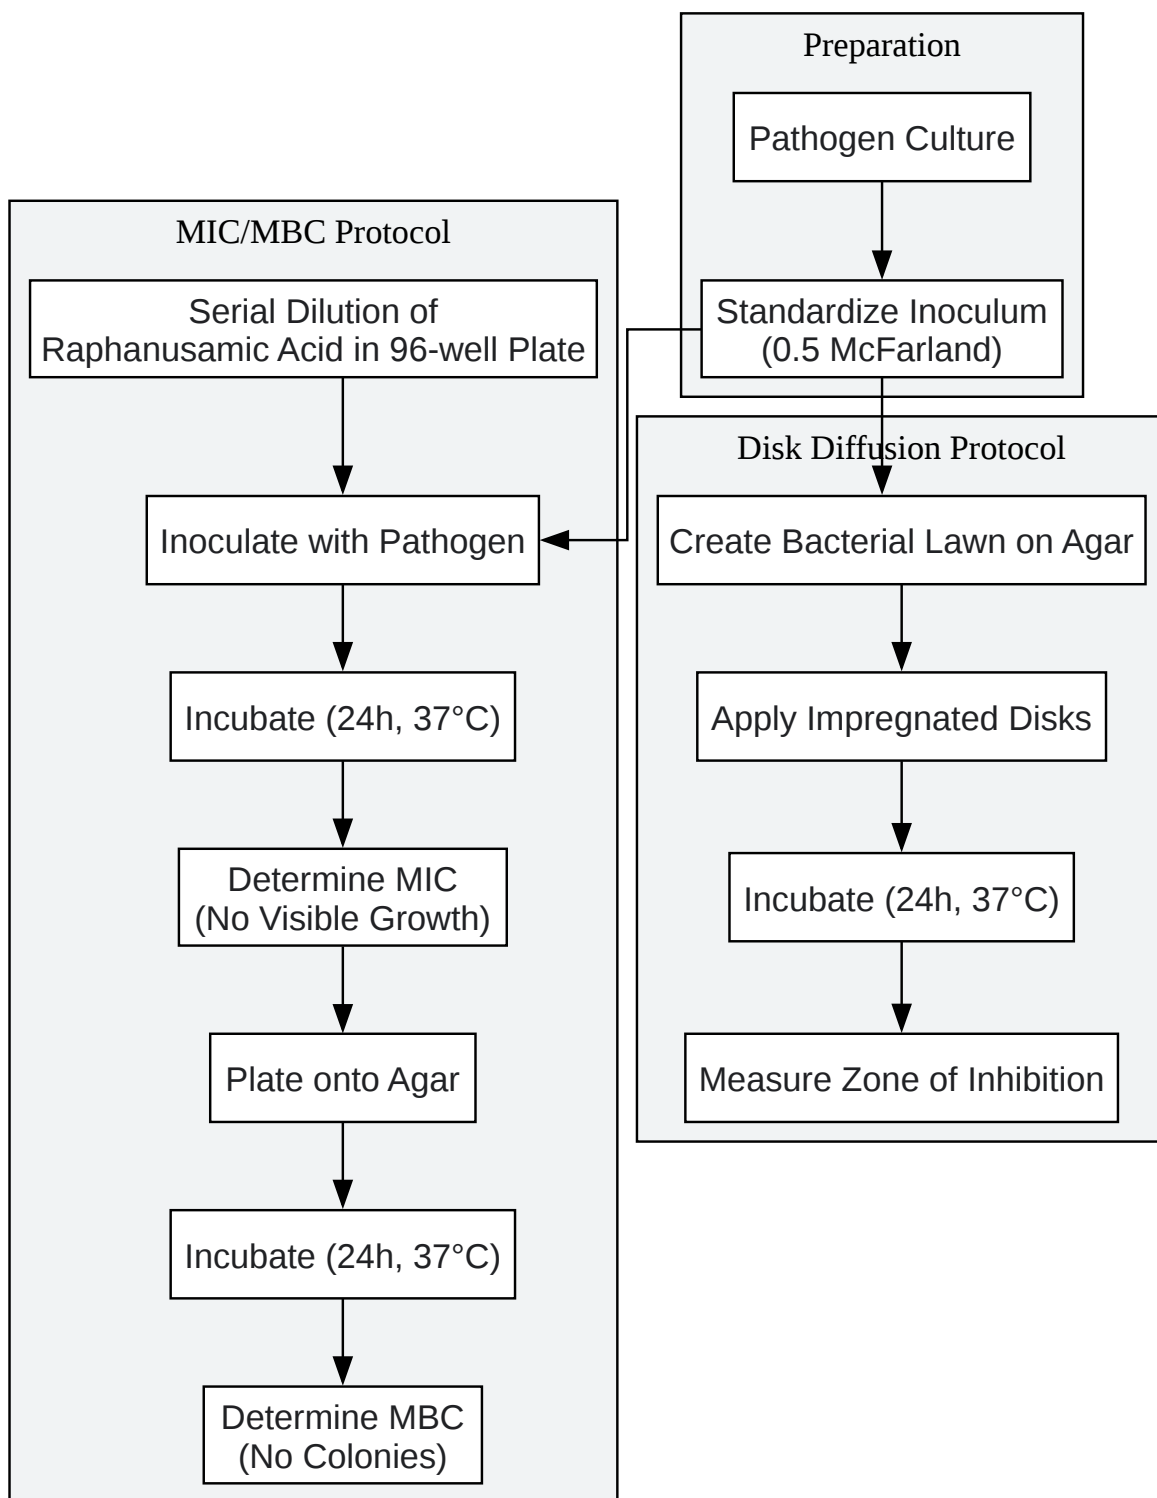 Preparation
Pathogen Culture
Standardize Inoculum
(0.5 McFarland)
MIC/MBC Protocol
Serial Dilution of
Raphanusamic Acid in 96-well Plate
Inoculate with Pathogen
Incubate (24h, 37°C)
Determine MIC
(No Visible Growth)
Plate onto Agar
Incubate (24h, 37°C)
Determine MBC
(No Colonies)
Disk Diffusion Protocol
Create Bacterial Lawn on Agar
Apply Impregnated Disks
Incubate (24h, 37°C)
Measure Zone of Inhibition